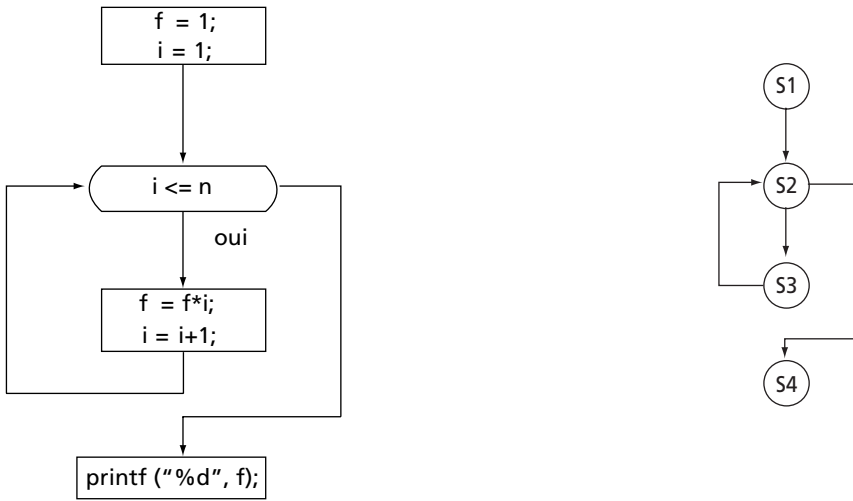 f = 1;
i = 1;
i <= n
oui
f = f*i;
i = i+1;
printf (“%d”, f);
S1
S2
S3
S4